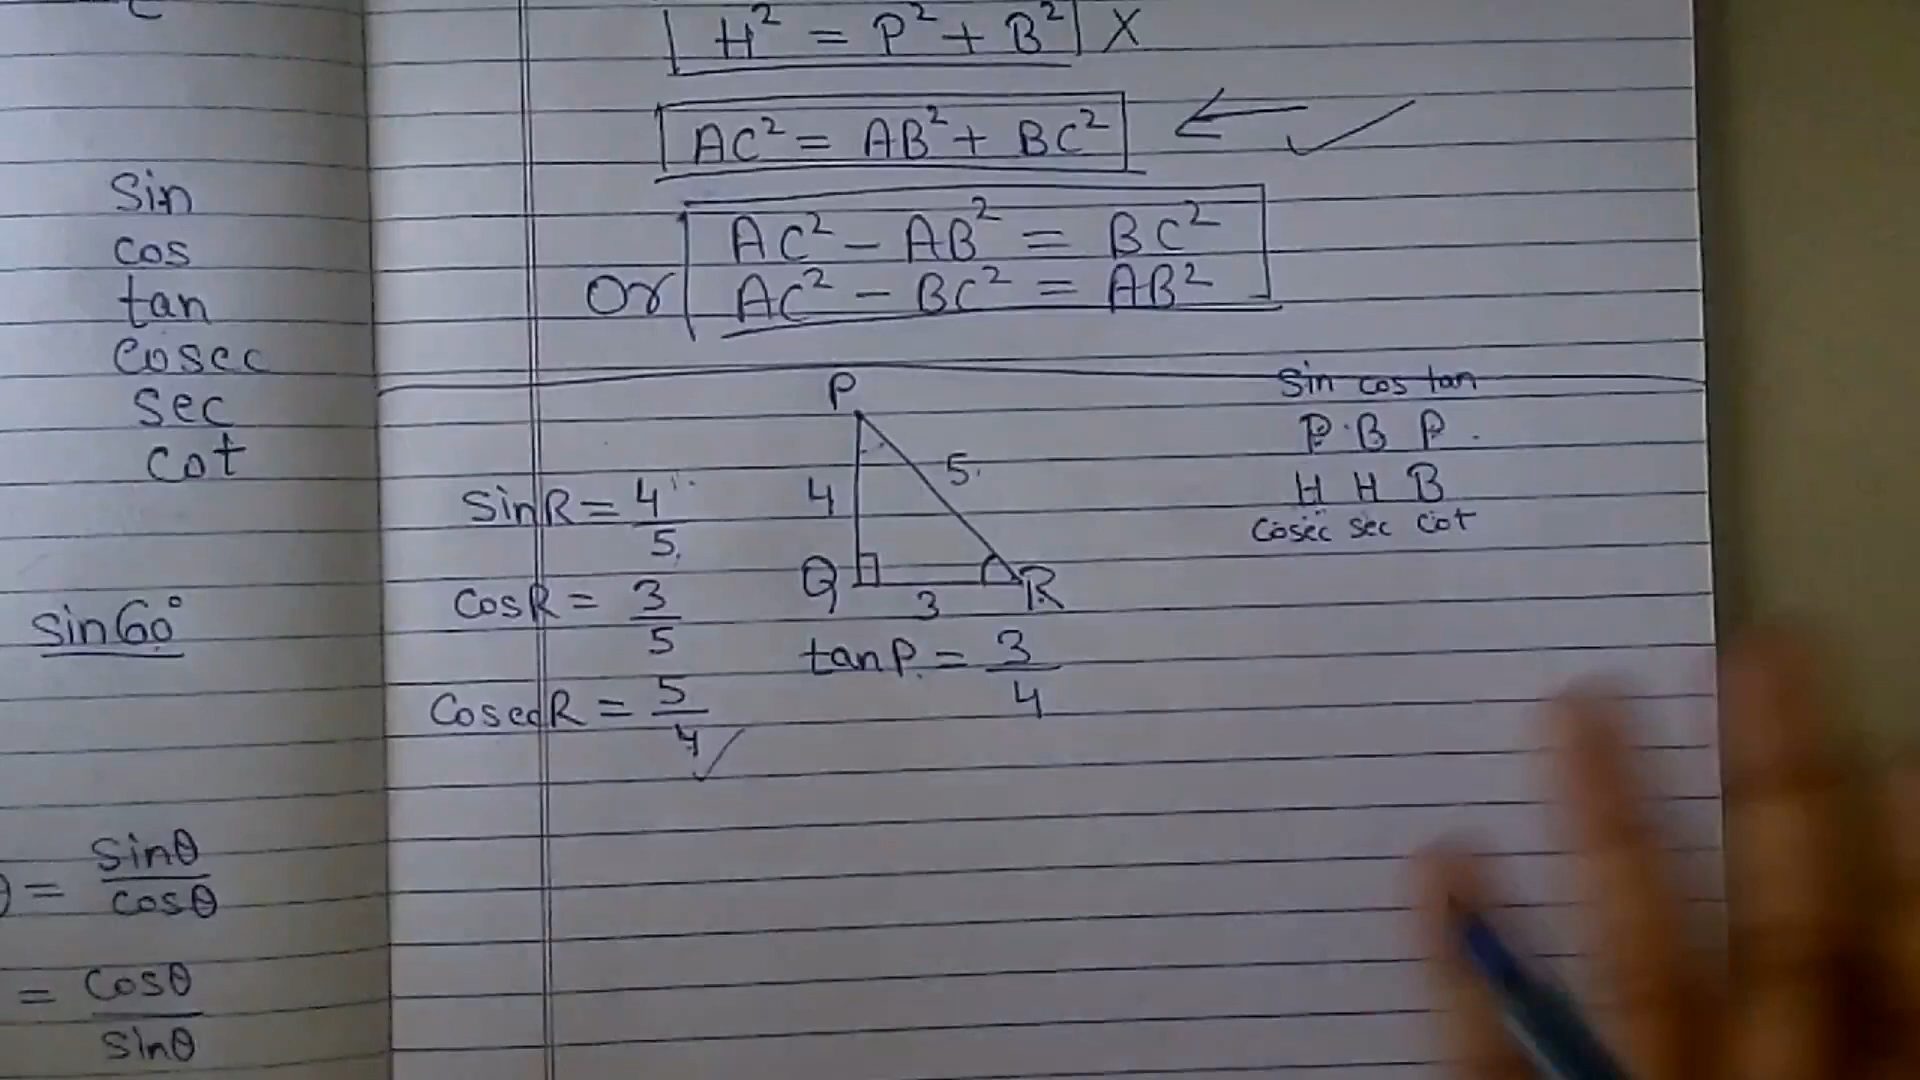 sin
cos
tan
cosec
sec
cot
sin60°
= sinθ/cosθ
= cosθ/sinθ
H² = P² + B² X
AC² = AB² + BC²
AC² - AB² = BC²
Or AC² - BC² = AB²
Sin cos tan
P B P
H H B
Cosec sec cot
P
4
5
Q
3
R
SinR = 4/5
CosR = 3/5
CosecR = 5/4
tanP = 3/4